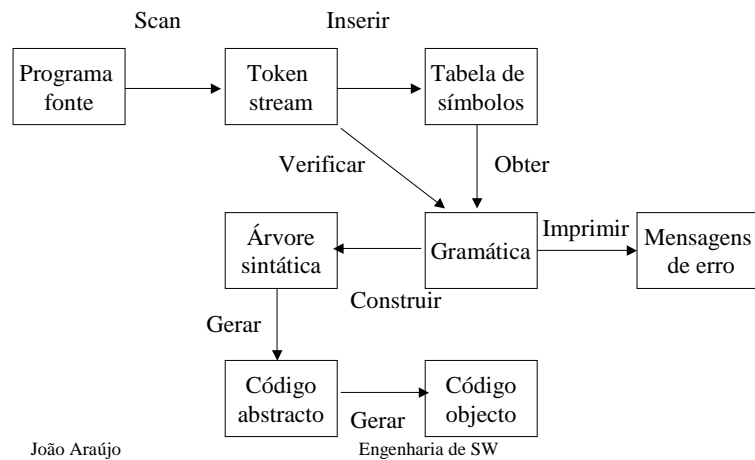 Scan
Inserir
Programa
fonte
Token
stream
Tabela de
símbolos
Verificar
Obter
Árvore
sintática
Gramática
Imprimir
Mensagens
de erro
Construir
Gerar
Código
abstracto
Gerar
Código
objecto
João Araújo
Engenharia de SW